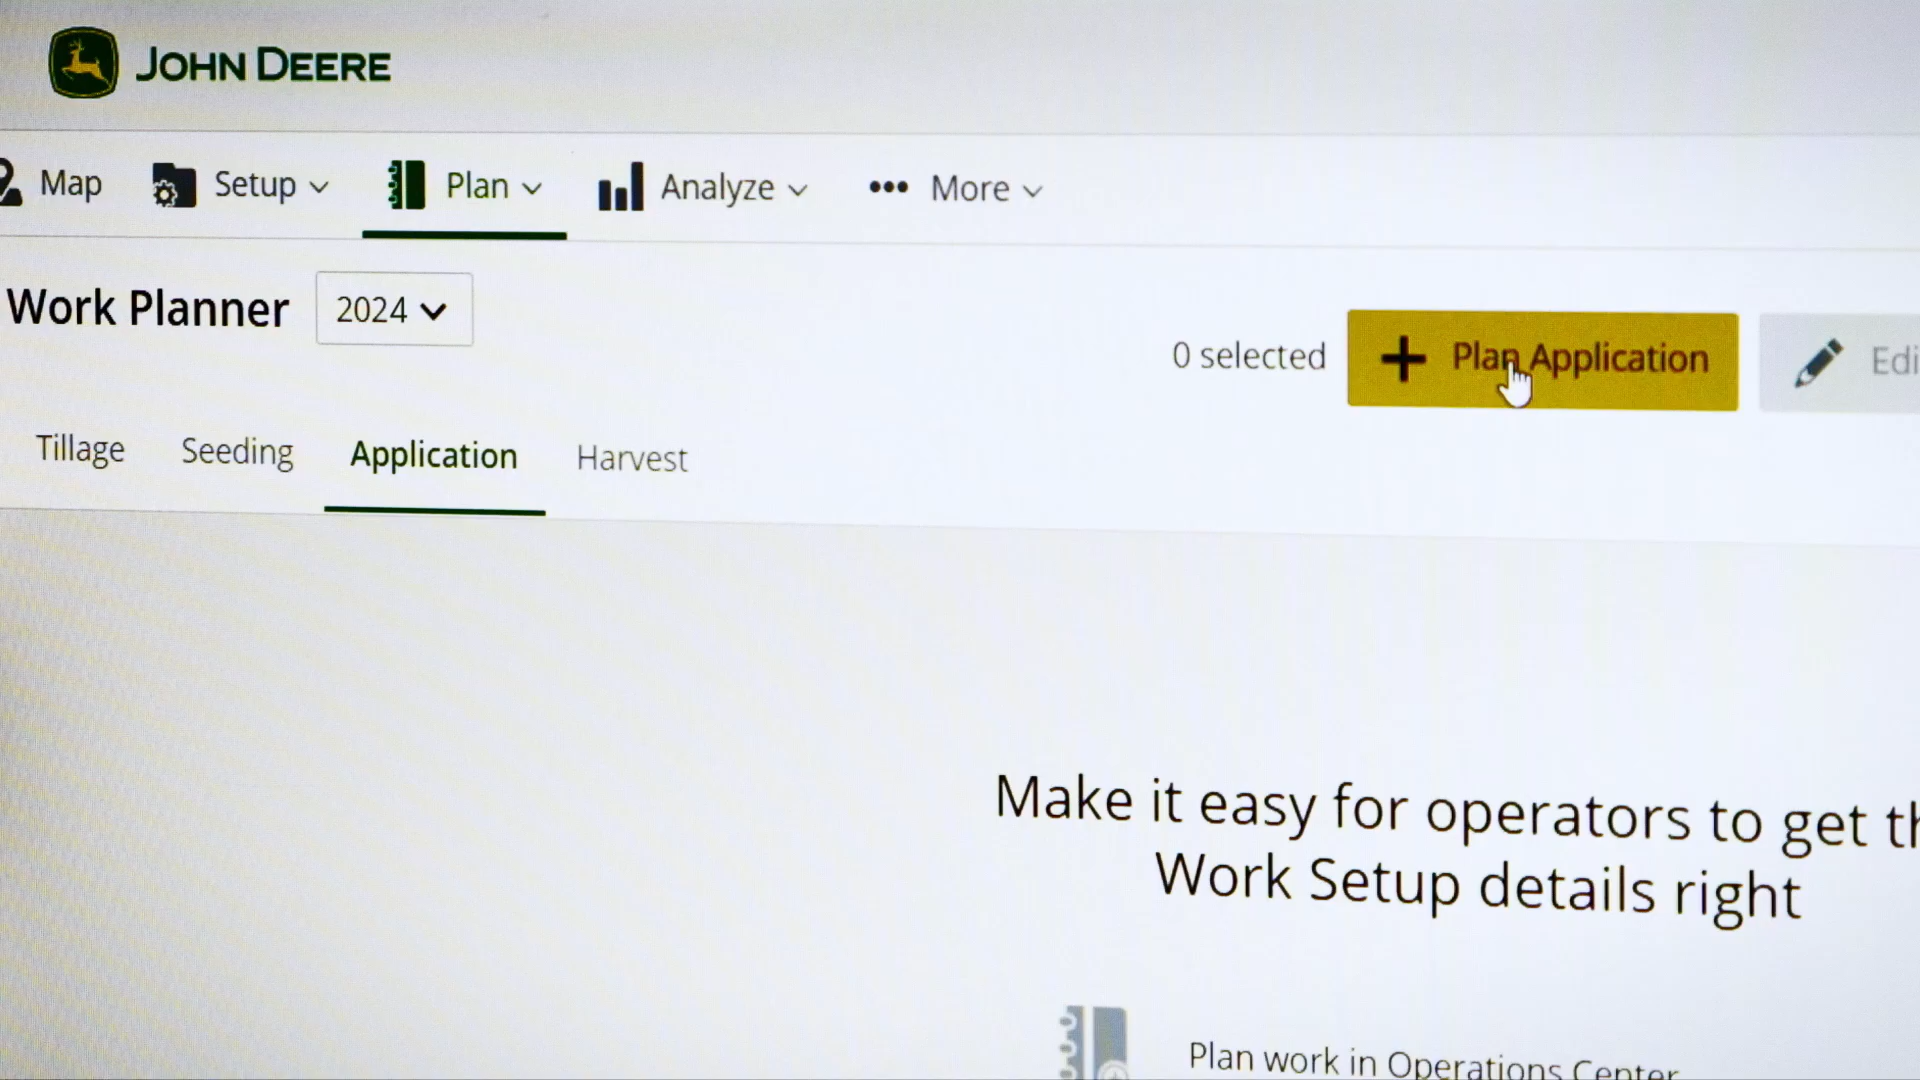 JOHN DEERE
Map Setup Plan Analyze More
Work Planner 2024
0 selected Plan Application
Tillage Seeding Application Harvest
Make it easy for operators to get
Work Setup details right
Plan work in Operations Center